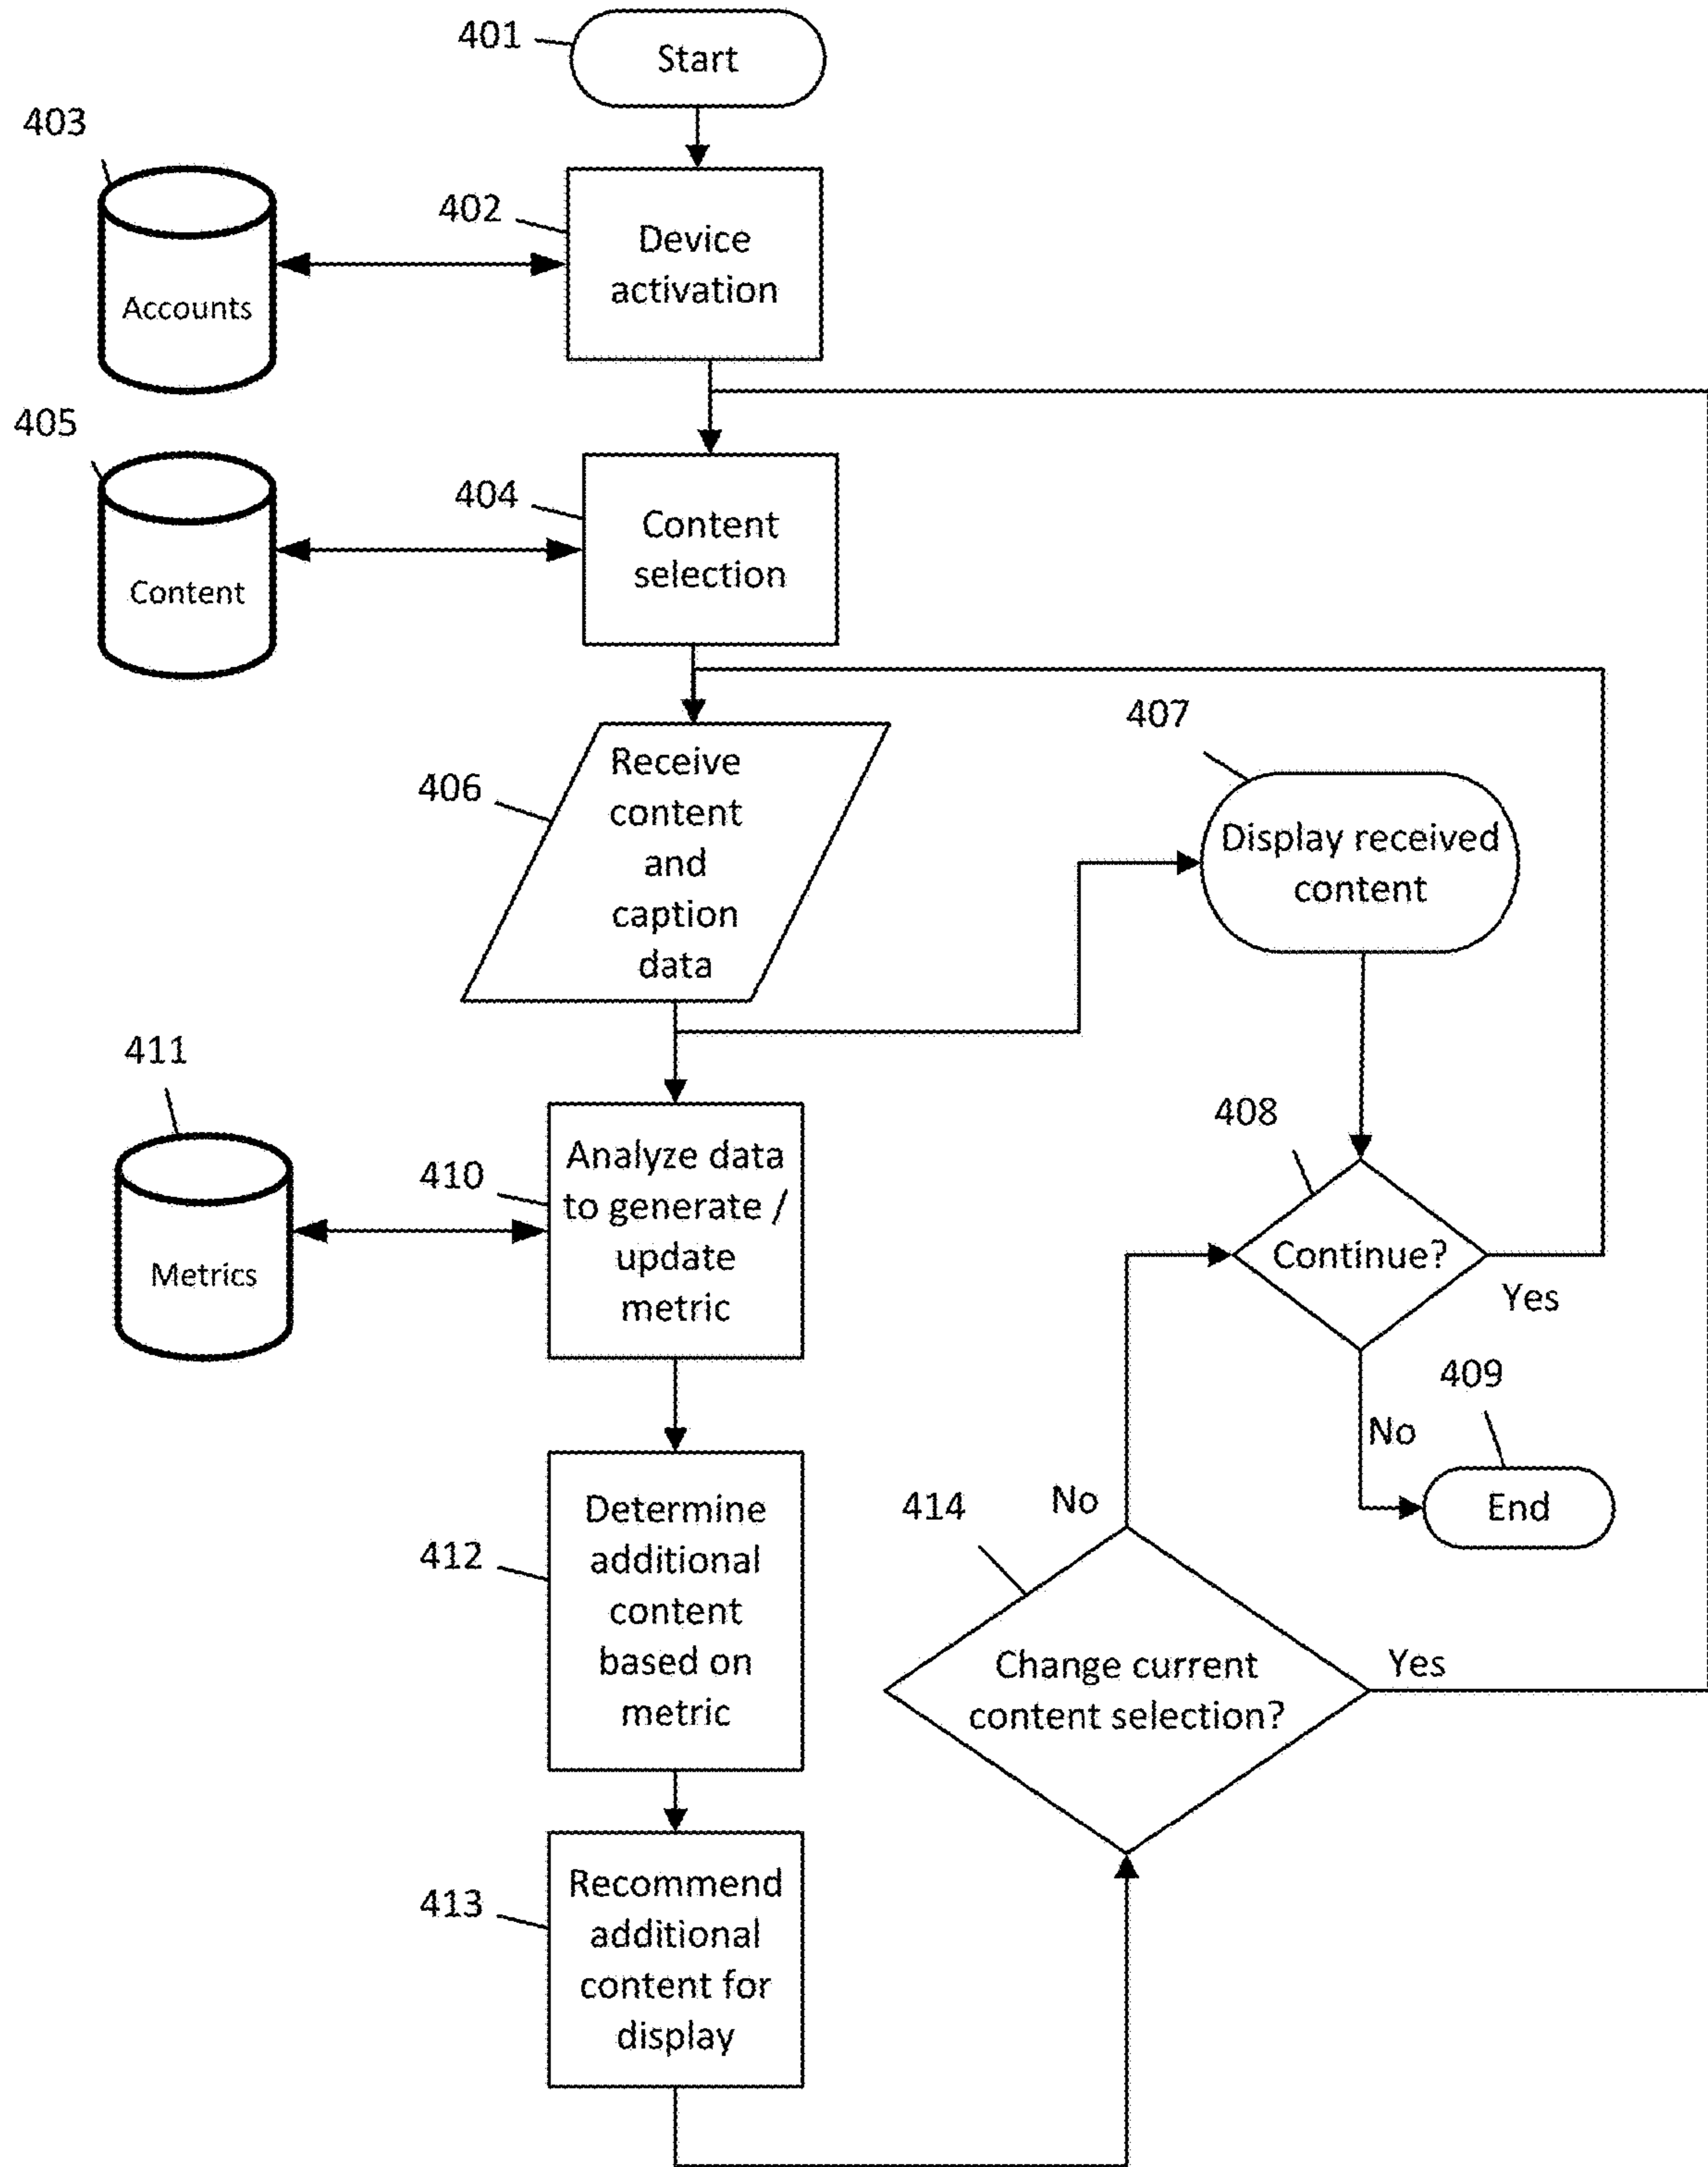 401
Start
403
402
Device
activation
Accounts
405
404
Content
selection
Content
407
406
Receive
content
and
caption
data
Display received
content
411
410
Analyze data
to generate /
update
metric
Metrics
408
Continue?
Yes
No
409
End
412
Determine
additional
content
based on
metric
414
No
Change current
content selection?
Yes
413
Recommend
additional
content for
display